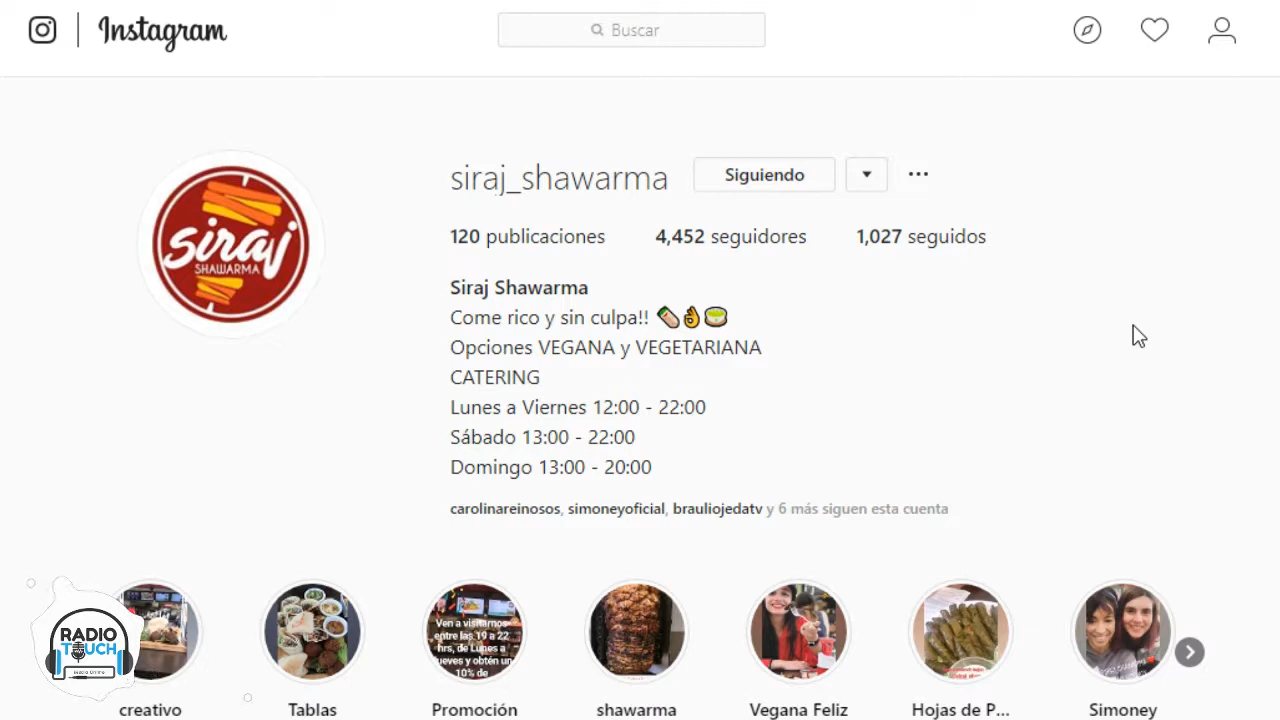 Instagram
Buscar
siraj_shawarma Siguiendo
120 publicaciones 4,452 seguidores 1,027 seguidos
siraj
SHAWARMA
Siraj Shawarma
Come rico y sin culpa!!
Opciones VEGANA y VEGETARIANA
CATERING
Lunes a Viernes 12:00 - 22:00
Sábado 13:00 - 22:00
Domingo 13:00 - 20:00
carolinareinosos, simoneyoficial, brauliojedatv y 6 más siguen esta cuenta
RADIO
TOUCH
Ven a visitarnos
entre las 19 a 22
hrs, de Lunes a
jueves y obtén un
10% de
creativo Tablas Promoción shawarma Vegana Feliz Hojas de P... Simoney